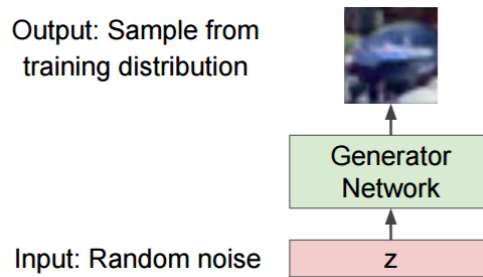 Output: Sample from
training distribution
Generator
Network
Input: Random noise
z